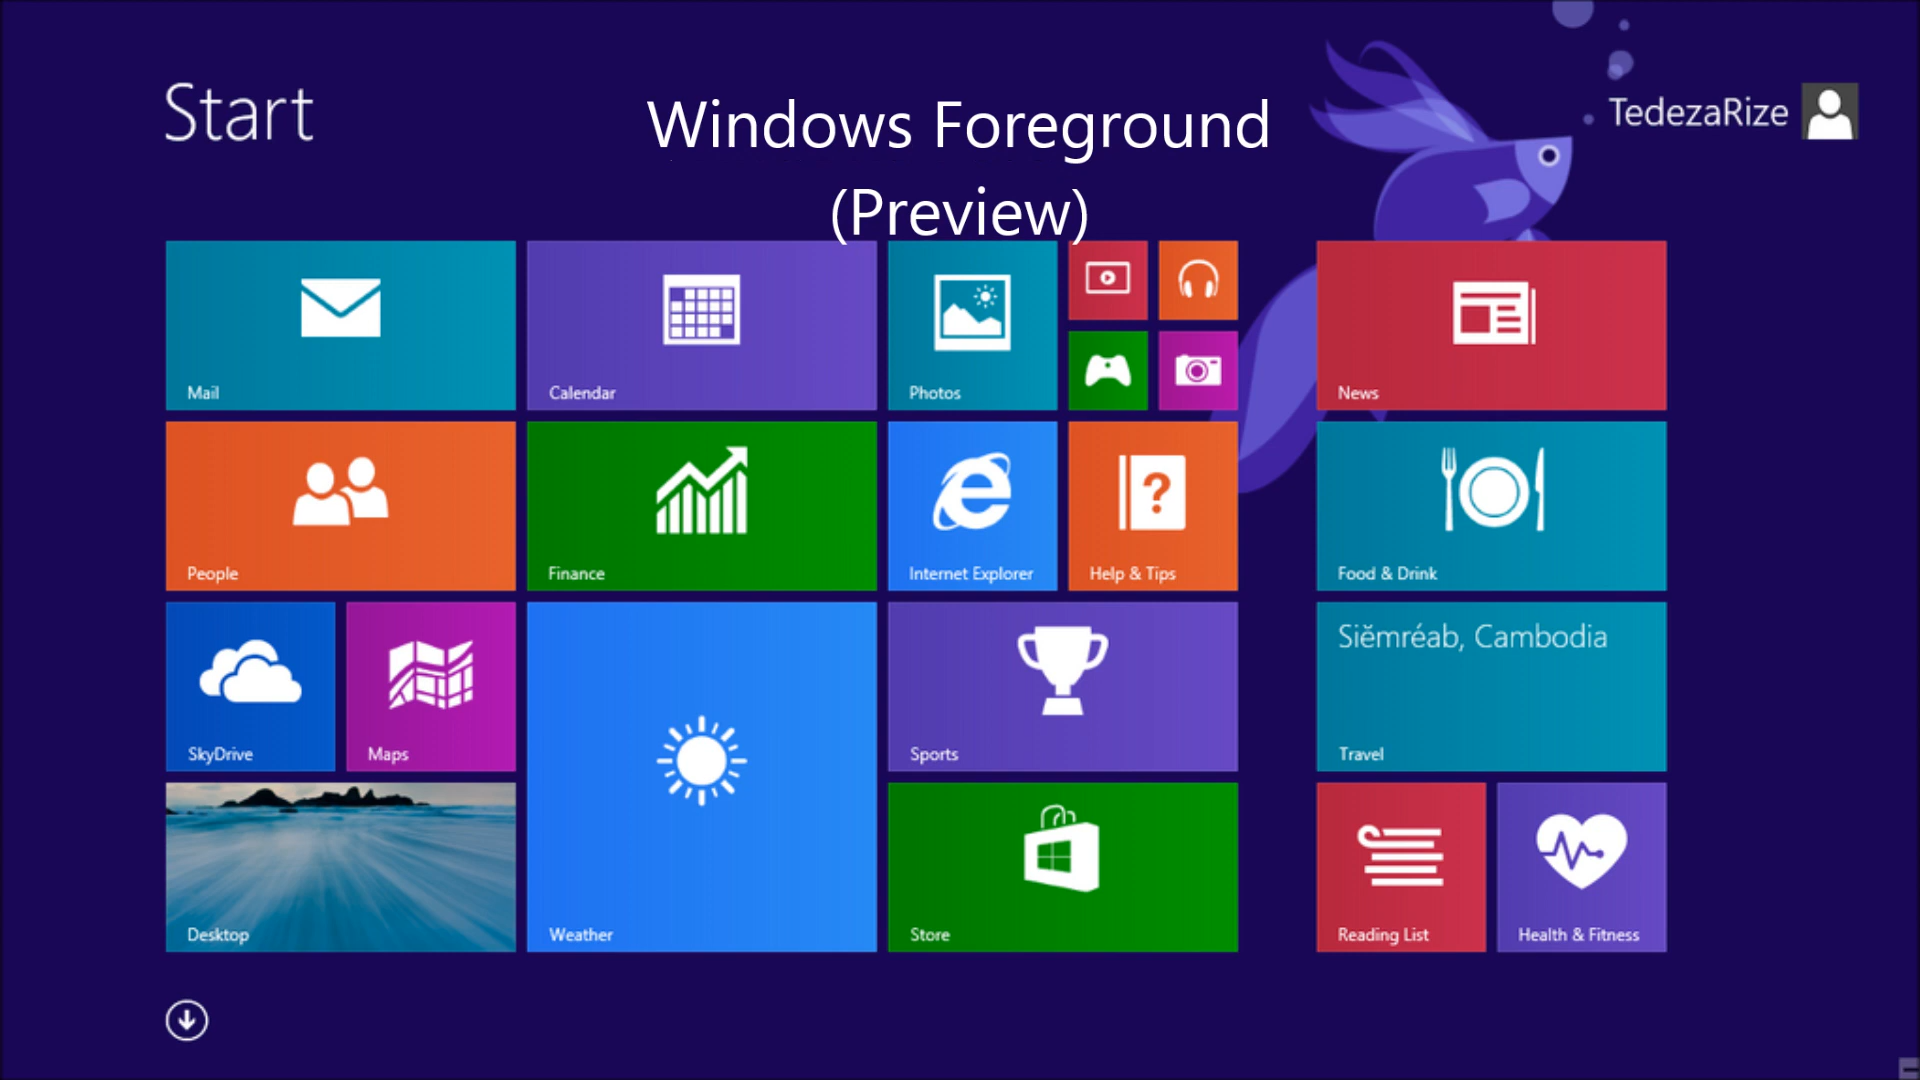 Start
Windows Foreground
(Preview)
TedezaRize
Mail
Calendar
Photos
News
People
Finance
Internet Explorer
Help & Tips
Food & Drink
SkyDrive
Maps
Sports
Siĕmréab, Cambodia
Travel
Desktop
Weather
Store
Reading List
Health & Fitness